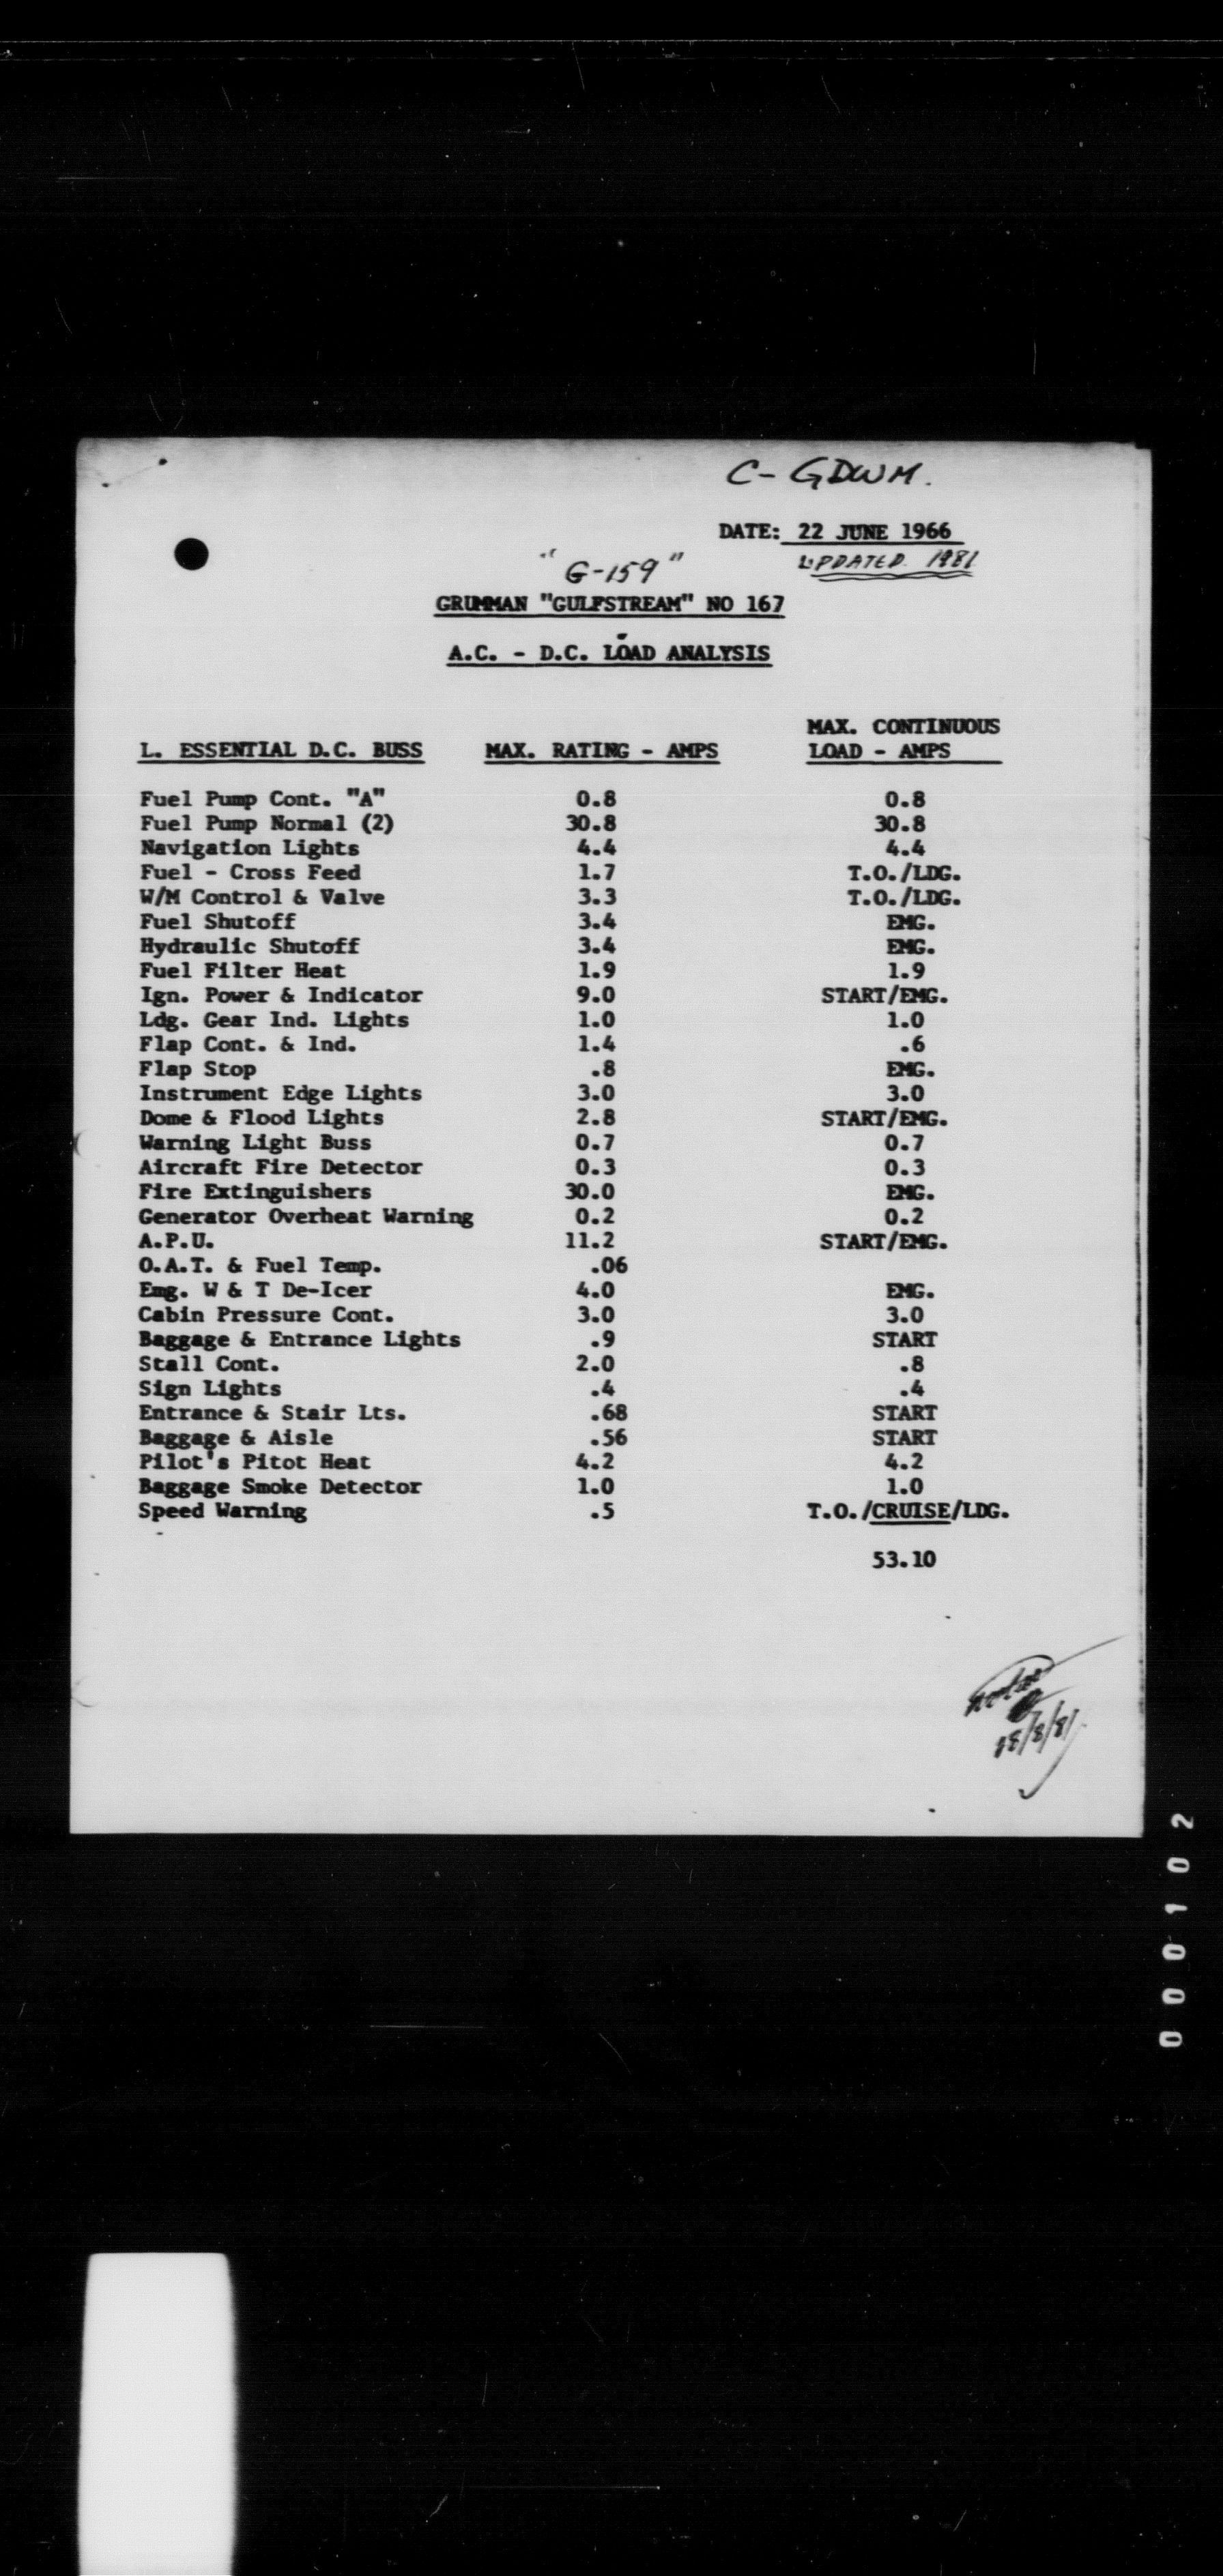 C-GDWM.
DATE: 22 JUNE 1966
UPDATED. 1981
"G-159"
GRUMMAN "GULFSTREAM" NO 167
A.C. - D.C. LOAD ANALYSIS
MAX. CONTINUOUS
L. ESSENTIAL D.C. BUSS MAX. RATING - AMPS LOAD - AMPS
Fuel Pump Cont. "A" 0.8 0.8
Fuel Pump Normal (2) 30.8 30.8
Navigation Lights 4.4 4.4
Fuel - Cross Feed 1.7 T.O./LDG.
W/M Control & Valve 3.3 T.O./LDG.
Fuel Shutoff 3.4 EMG.
Hydraulic Shutoff 3.4 EMG.
Fuel Filter Heat 1.9 1.9
Ign. Power & Indicator 9.0 START/EMG.
Ldg. Gear Ind. Lights 1.0 1.0
Flap Cont. & Ind. 1.4 .6
Flap Stop .8 EMG.
Instrument Edge Lights 3.0 3.0
Dome & Flood Lights 2.8 START/EMG.
Warning Light Buss 0.7 0.7
Aircraft Fire Detector 0.3 0.3
Fire Extinguishers 30.0 EMG.
Generator Overheat Warning 0.2 0.2
A.P.U. 11.2 START/EMG.
O.A.T. & Fuel Temp. .06
Emg. W & T De-Icer 4.0 EMG.
Cabin Pressure Cont. 3.0 3.0
Baggage & Entrance Lights .9 START
Stall Cont. 2.0 .8
Sign Lights .4 .4
Entrance & Stair Lts. .68 START
Baggage & Aisle .56 START
Pilot's Pitot Heat 4.2 4.2
Baggage Smoke Detector 1.0 1.0
Speed Warning .5 T.O./CRUISE/LDG.
53.10
18/8/81
000102